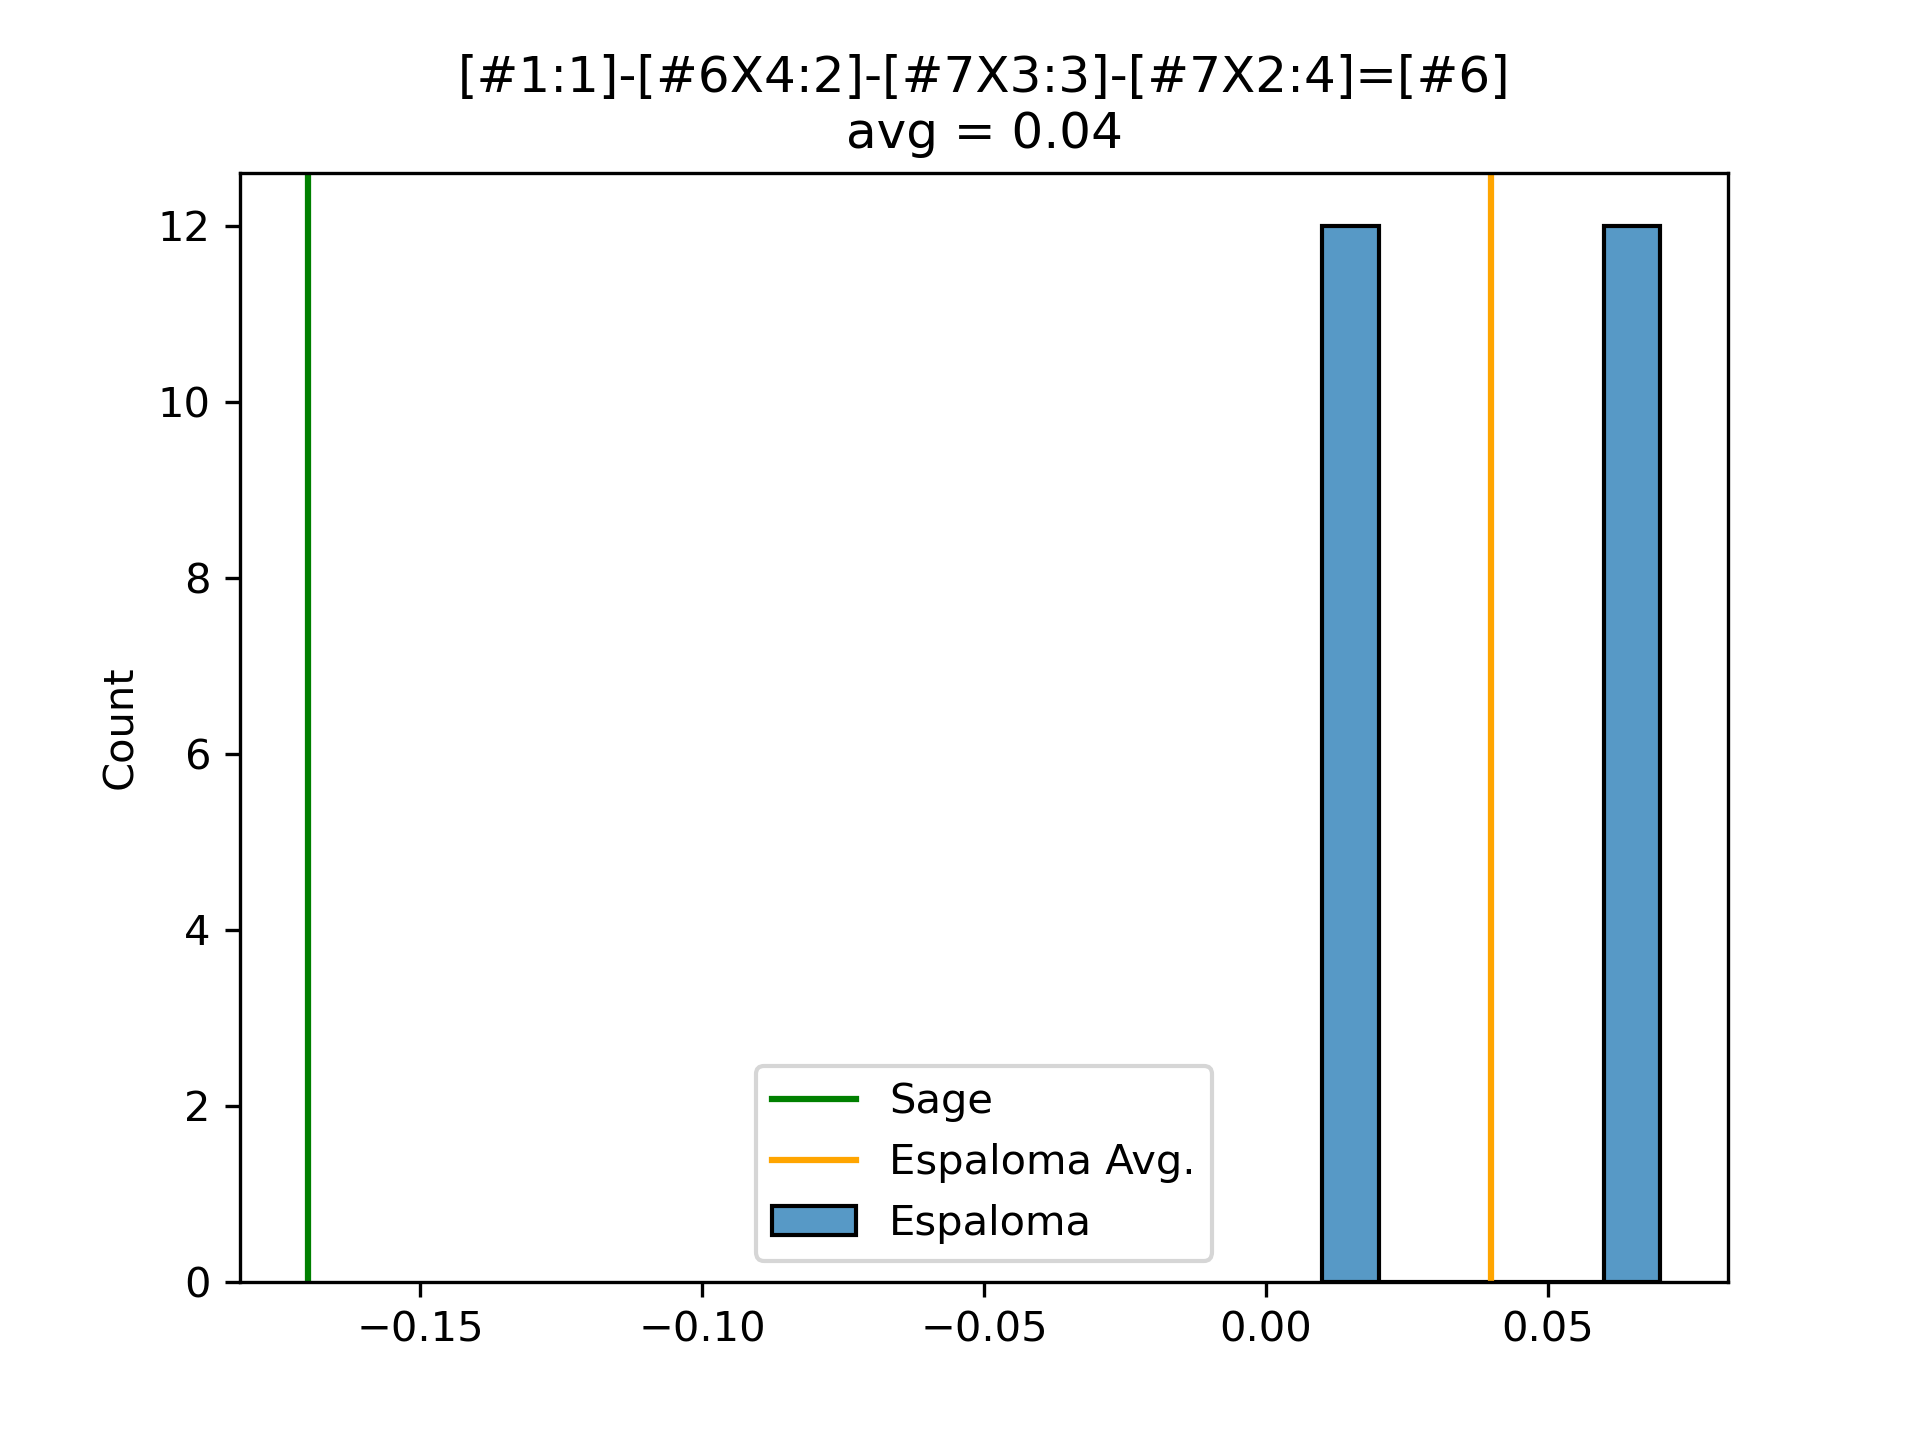 [#1:1]-[#6X4:2]-[#7X3:3]-[#7X2:4]=[#6]
avg = 0.04
12
10
8
6
4
2
0
Count
Sage
Espaloma Avg.
Espaloma
−0.15
−0.10
−0.05
0.00
0.05